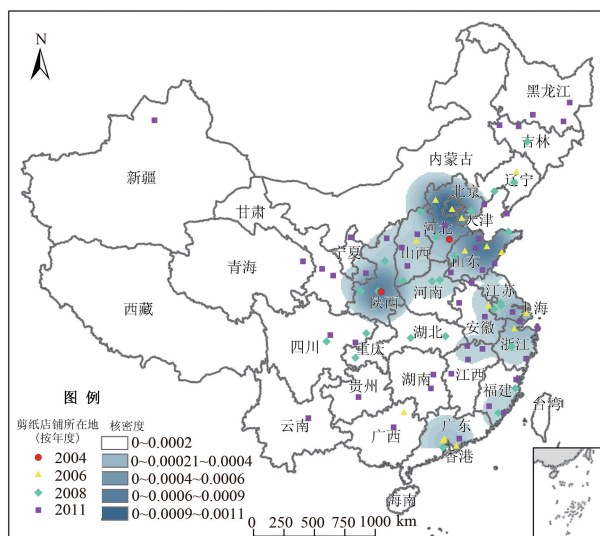 N
黑龙江
吉林
辽宁
内蒙古
新疆
北京
天津
甘肃
河北
宁夏
山西
山东
青海
陕西
河南
江苏
西藏
上海
安徽
湖北
四川
重庆
浙江
江西
湖南
贵州
福建
台湾
云南
广西
广东
香港
海南
图 例
剪纸店铺所在地
(按年度)
2004
2006
2008
2011
核密度
0~0.0002
0~0.00021~0.0004
0~0.0004~0.0006
0~0.0006~0.0009
0~0.0009~0.0011
0 250 500 1000 km